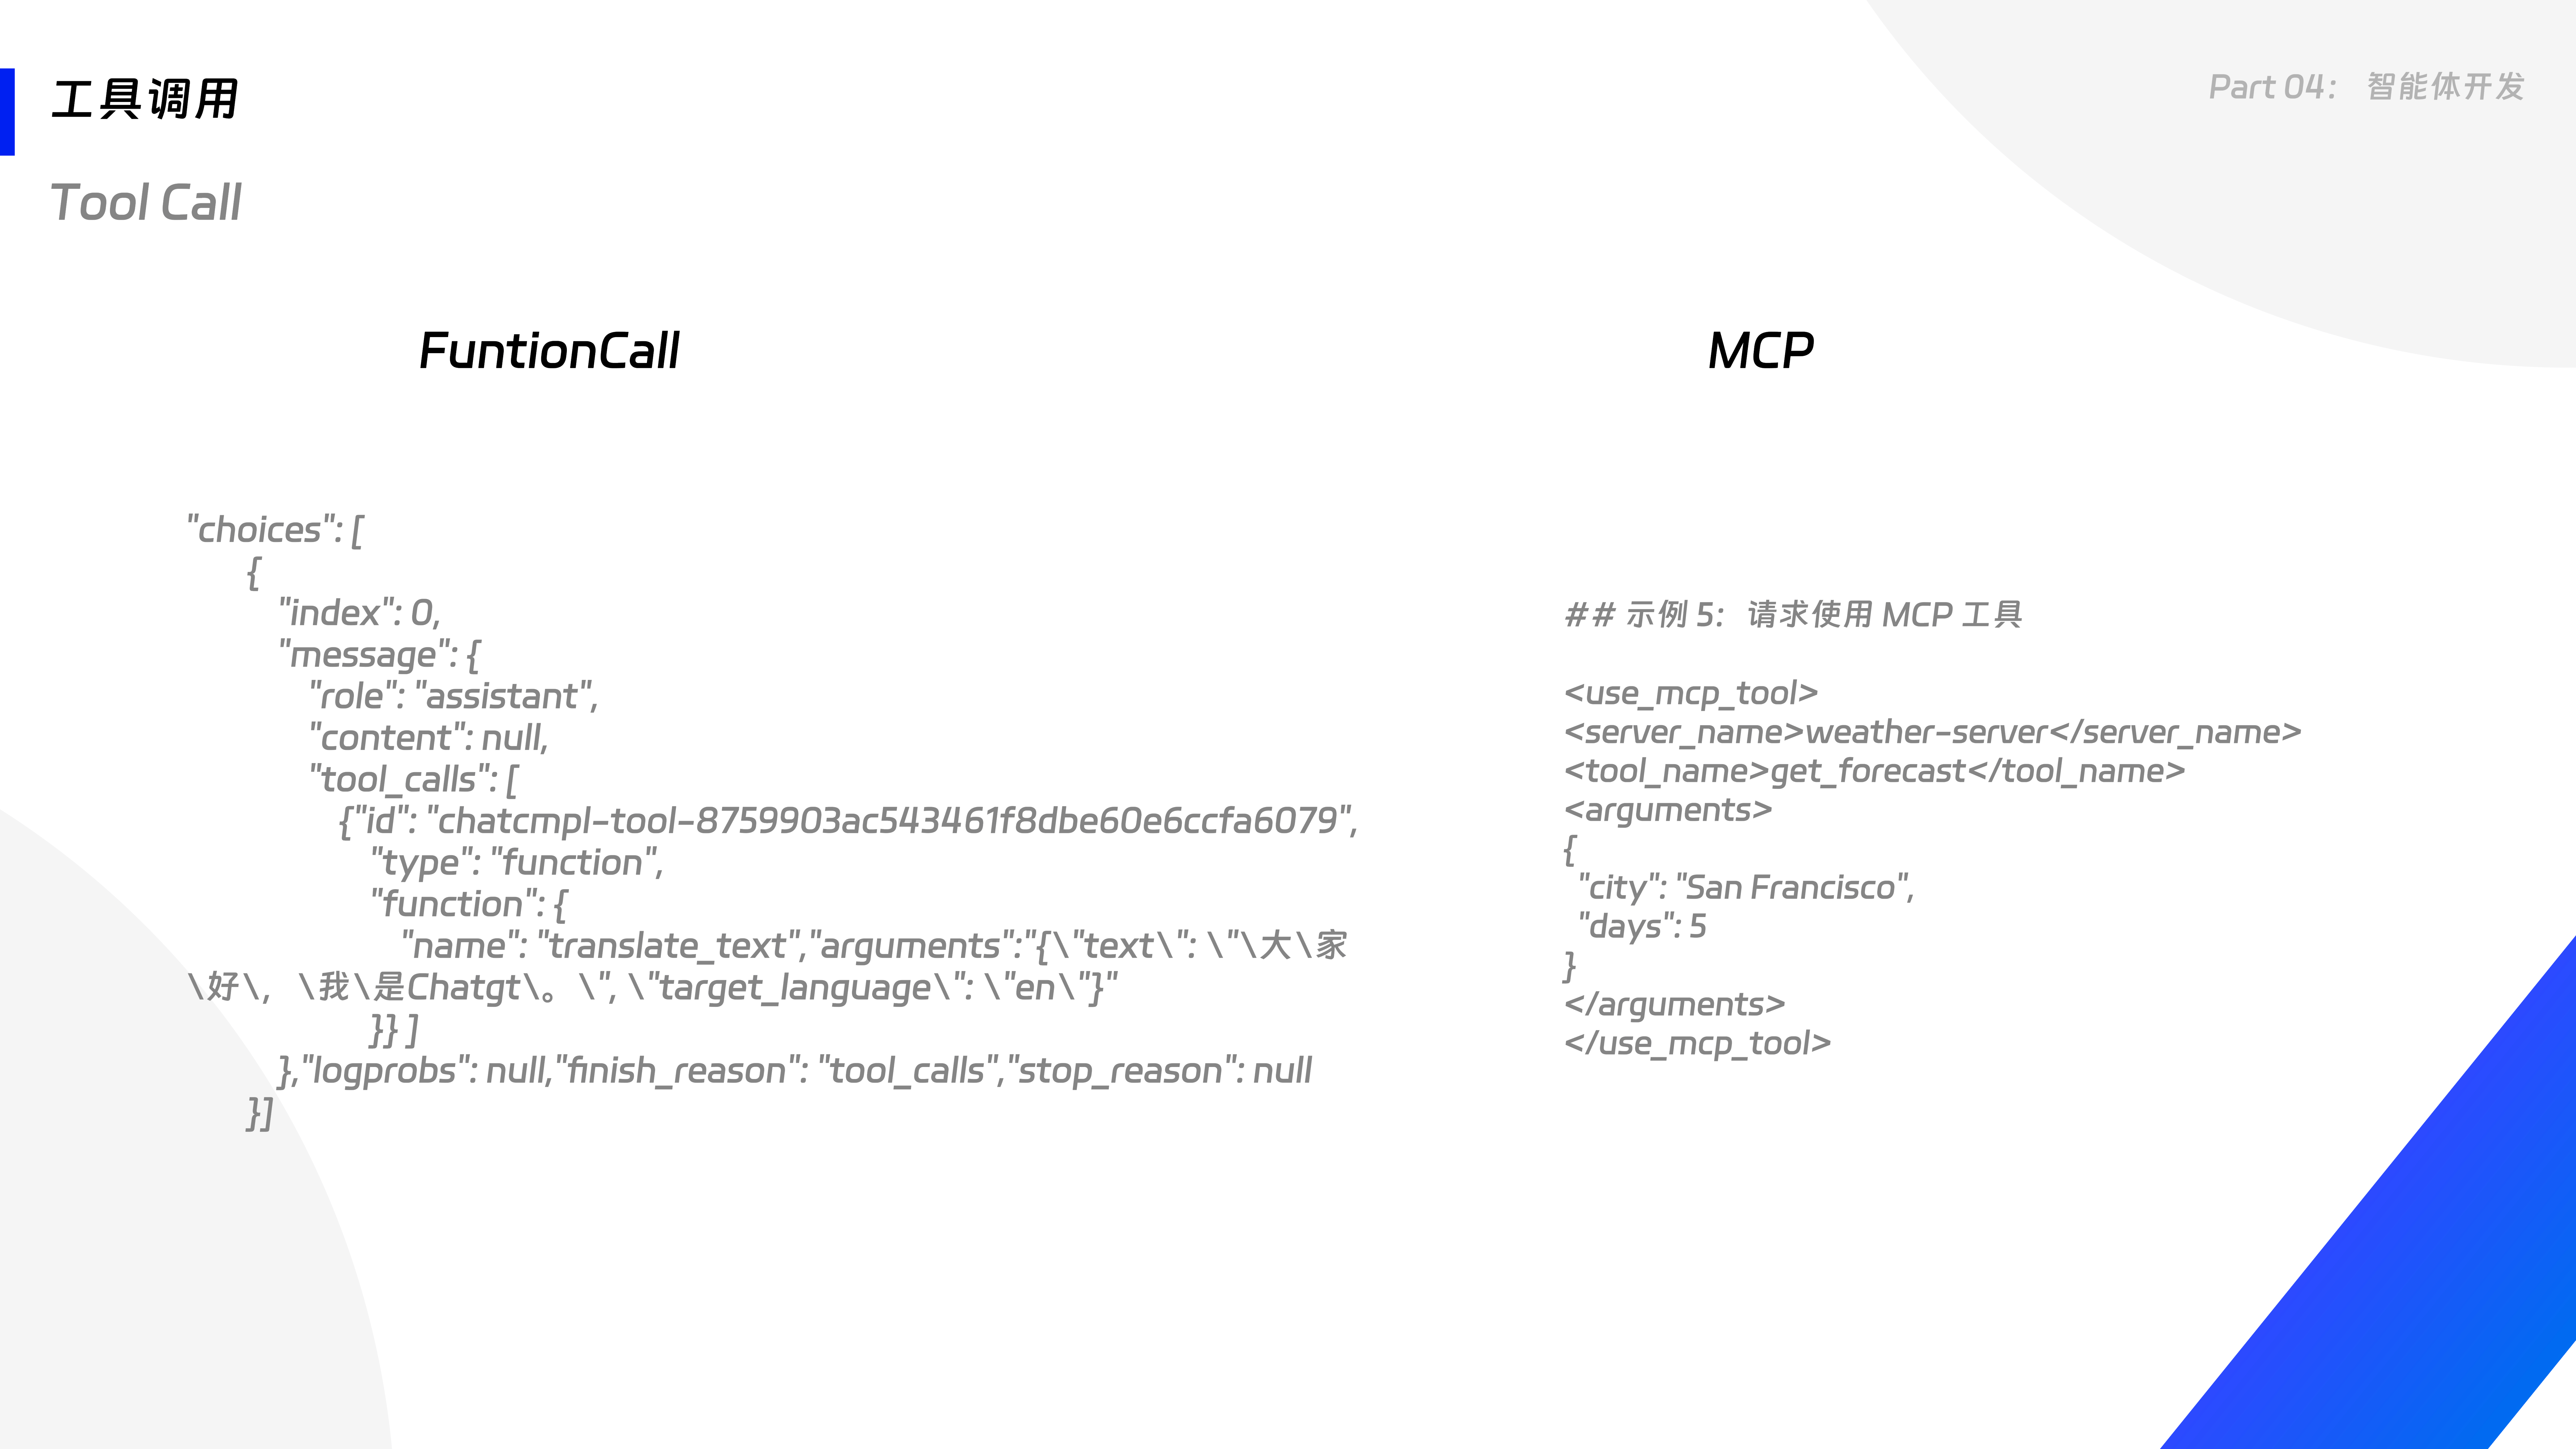 工具调用
Part 04： 智能体开发
Tool Call
FuntionCall
"choices": [
{
"index": 0,
"message": {
"role": "assistant",
"content": null,
"tool_calls": [
{"id": "chatcmpl-tool-8759903ac543461f8dbe60e6ccfa6079",
"type": "function",
"function": {
"name": "translate_text","arguments":"{\"text\": \"\大\家
\好\，\我\是Chatgt\。\", \"target_language\": \"en\"}"
}} ]
},"logprobs": null,"finish_reason": "tool_calls","stop_reason": null
}]
MCP
## 示例 5：请求使用 MCP 工具
<use_mcp_tool>
<server_name>weather-server</server_name>
<tool_name>get_forecast</tool_name>
<arguments>
{
"city": "San Francisco",
"days": 5
}
</arguments>
</use_mcp_tool>